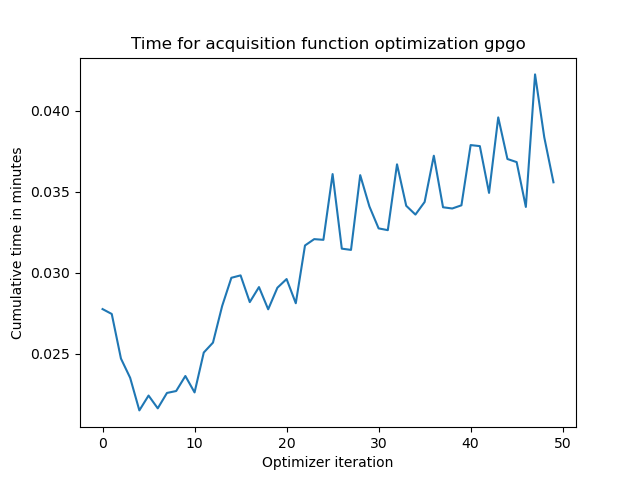 Time for acquisition function optimization gpgo
Cumulative time in minutes
0.040
0.035
0.030
0.025
0 10 20 30 40 50
Optimizer iteration